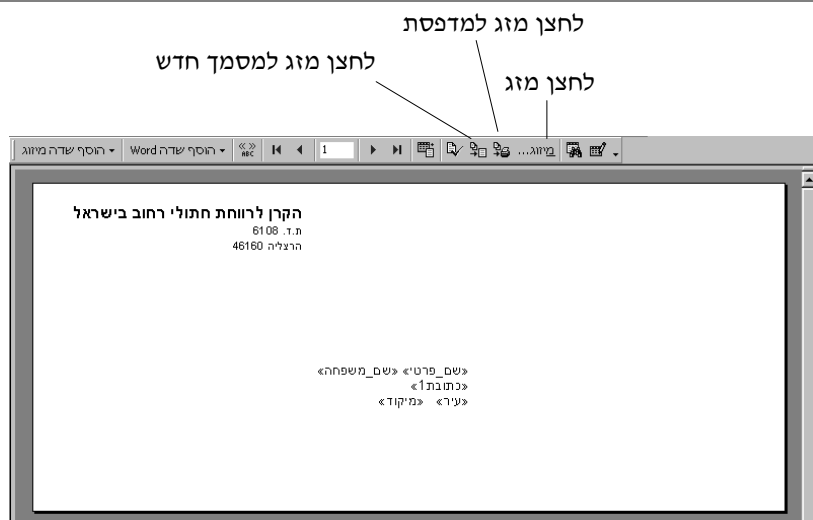 לחצן מזג למדפסת
לחצן מזג למסמך חדש
לחצן מזג
הוסף שדה מיזוג הוסף שדה Word «» ABC 1 מיזוג...
הקרן לרווחת חתולי רחוב בישראל
ת.ד. 6108
הרצליה 46160
«שם_פרטי» «שם_משפחה»
«כתובת1»
«עיר» «מיקוד»